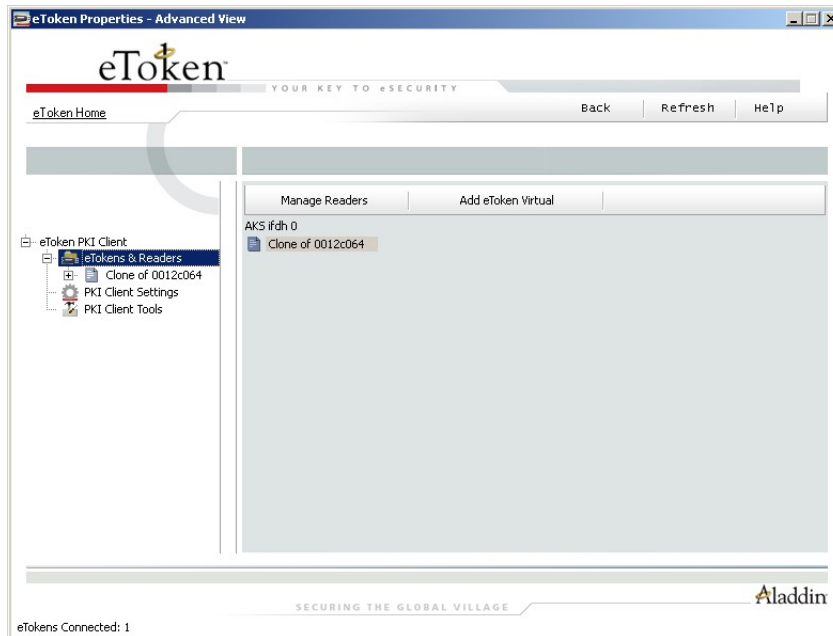 eToken Properties - Advanced View
eToken
YOUR KEY TO eSECURITY
eToken Home
Back Refresh Help
Manage Readers Add eToken Virtual
AKS ifdh 0
Clone of 0012c064
eToken PKI Client
eTokens & Readers
Clone of 0012c064
PKI Client Settings
PKI Client Tools
Aladdin
SECURING THE GLOBAL VILLAGE
eTokens Connected: 1